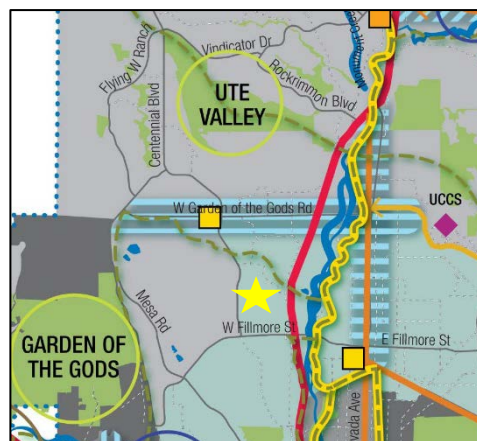 Vindicator Dr
Flying W Ranch
Centennial Blvd
Rockrimmon Blvd
UTE
VALLEY
W Garden of the Gods Rd
UCCS
Mesa Rd
W Fillmore St
E Fillmore St
GARDEN OF
THE GODS
vada Ave